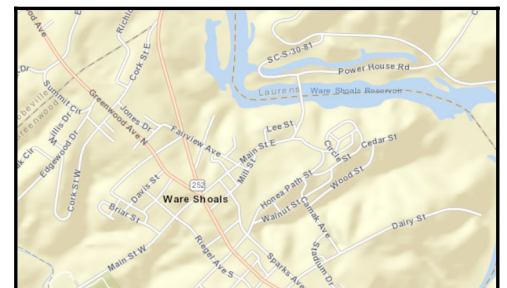 SC-S-30-81
Power House Rd
Laurens
Ware Shoals Reservoir
Cork St E
Summit Cir
Greenwood Ave N
Jones Dr
Fairview Ave
Lee St
Main St E
Circle St
Cedar St
Edgewood Dr
Mill St
Wood St
252
Honea Path St
Davis St
Ware Shoals
Cork St W
Briar St
Walnut St
Camak Ave
Dairy St
Main St W
Riegel Ave S
Sparks Ave
Stadium Dr